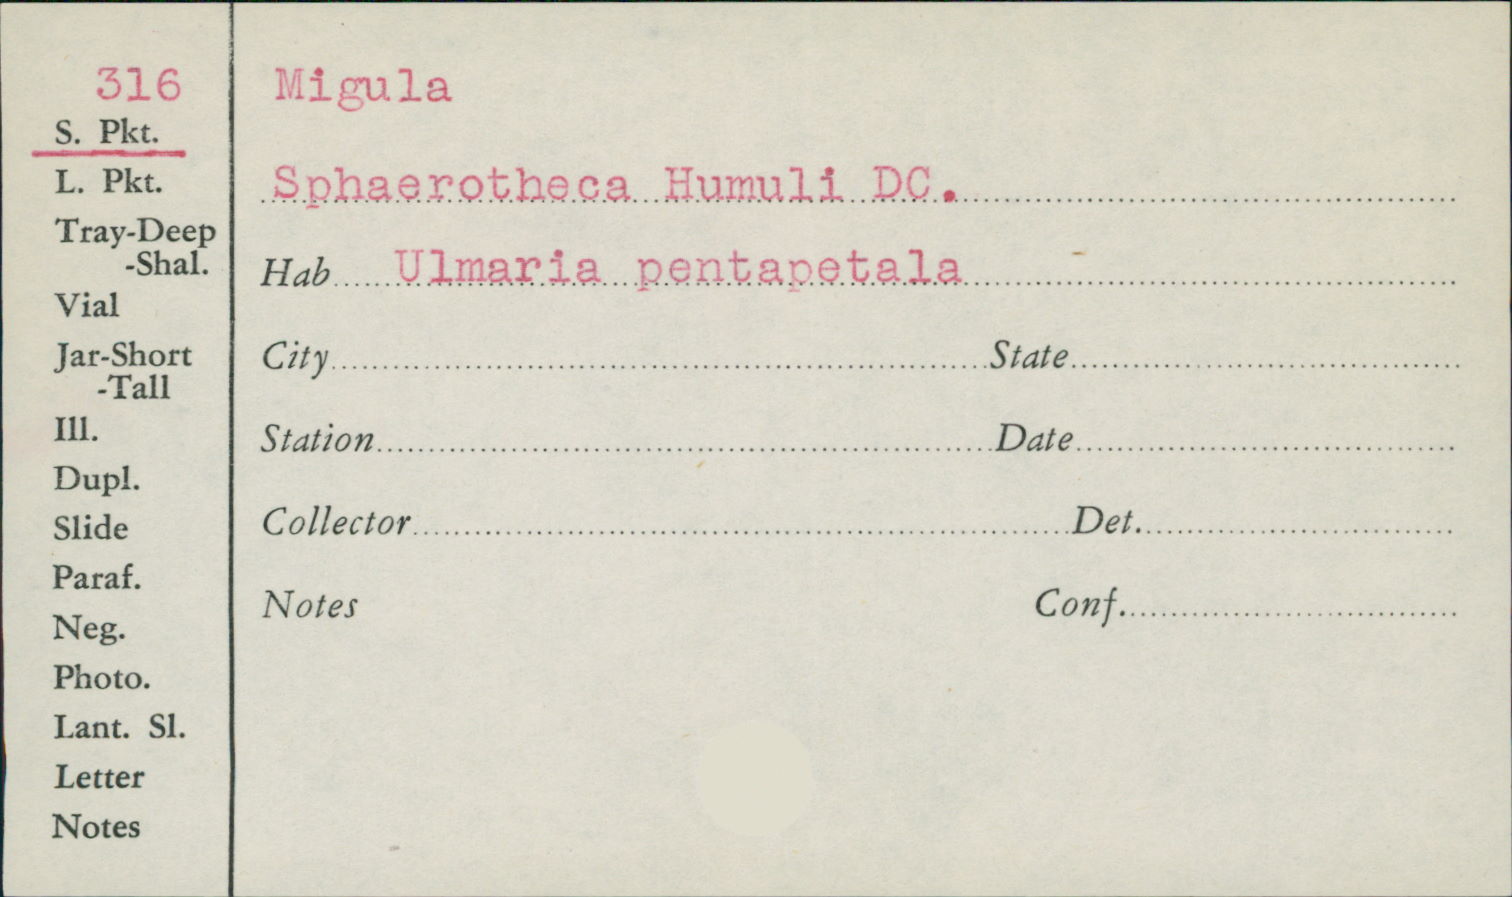 316
S. Pkt.
L. Pkt.
Tray-Deep
-Shal.
Vial
Jar-Short
-Tall
Ill.
Dupl.
Slide
Paraf.
Neg.
Photo.
Lant. Sl.
Letter
Notes
Migula
Sphaerotheca Humuli DC.
Hab Ulmaria pentapetala
City State
Station Date
Collector Det.
Notes Conf.